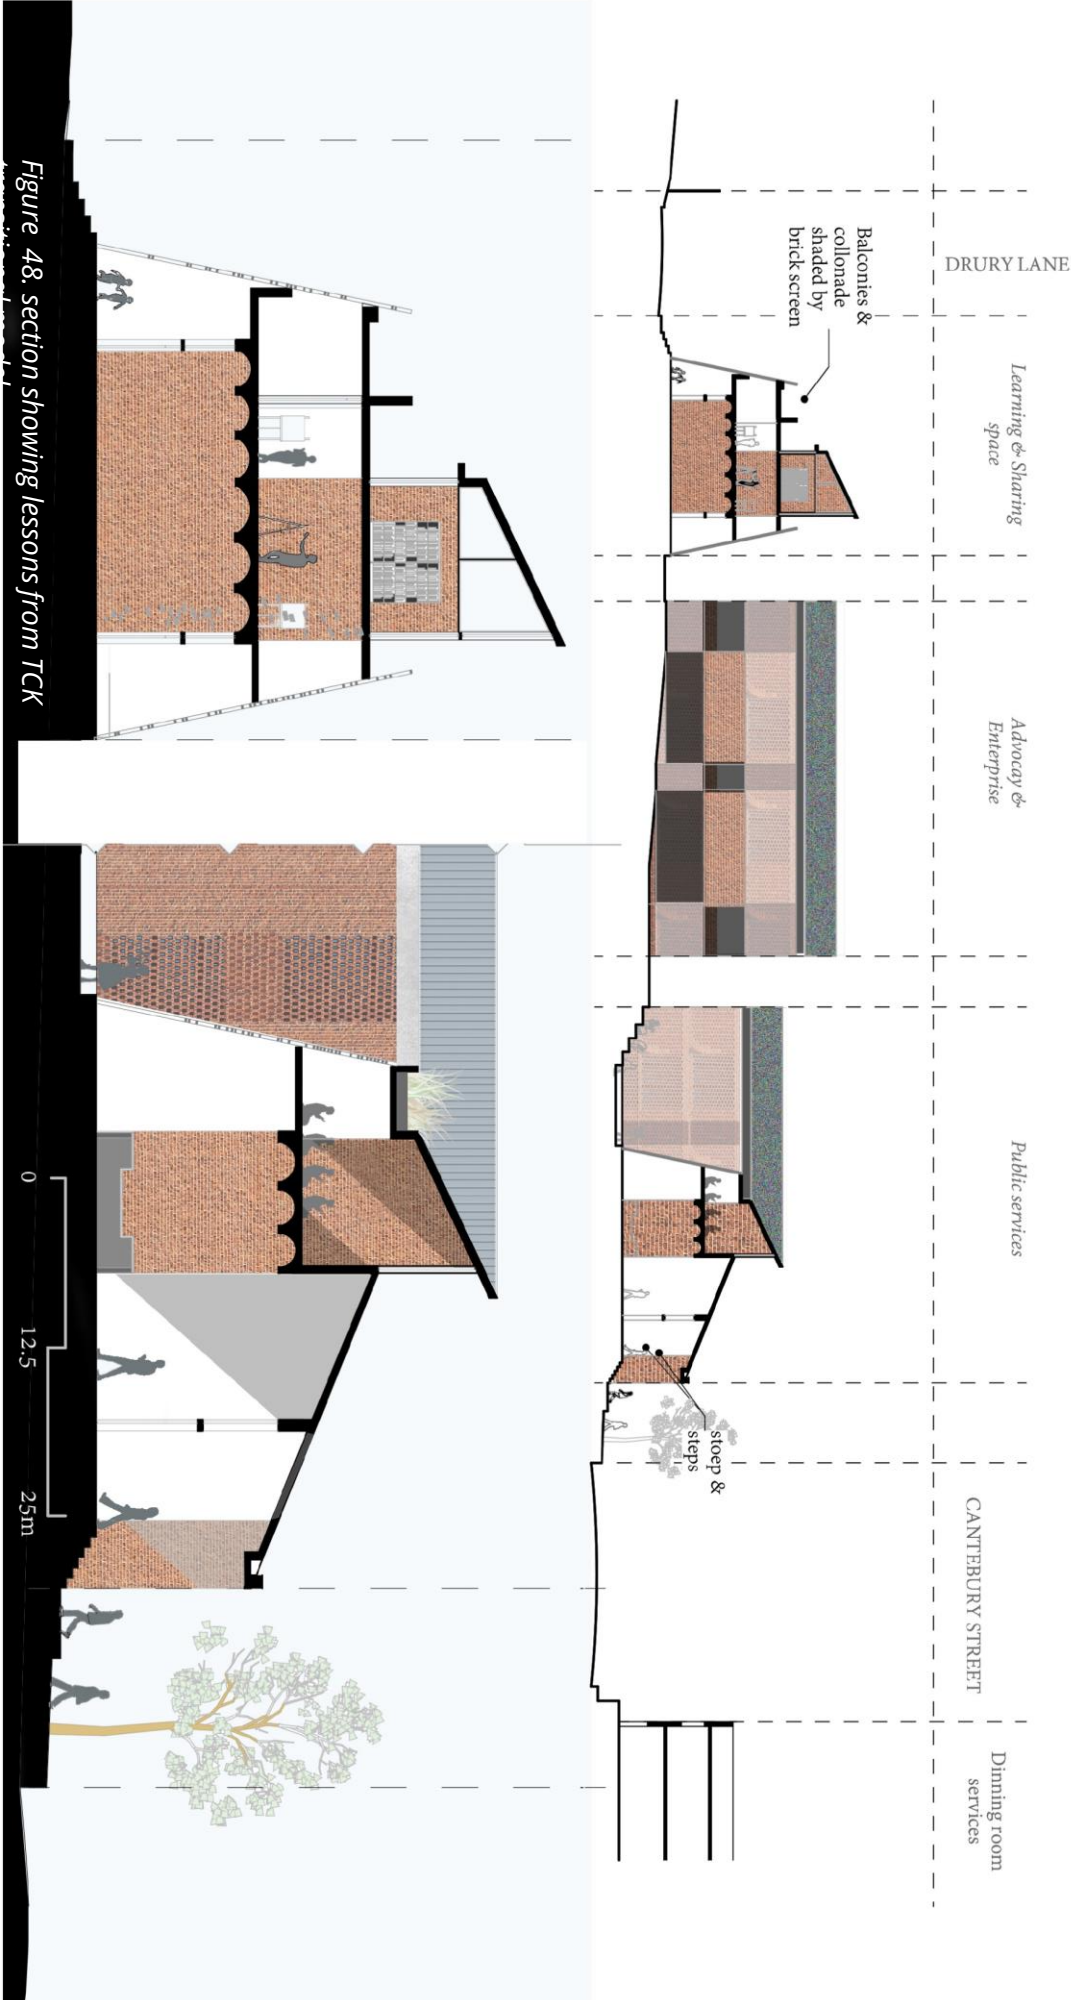 DRURY LANE
Learning & Sharing
space
Advocay &
Enterprise
Public services
CANTEBURY STREET
Dinning room
services
Balconies &
collonade
shaded by
brick screen
stoep &
steps
0
12.5
25m
Figure 48. section showing lessons from TCK